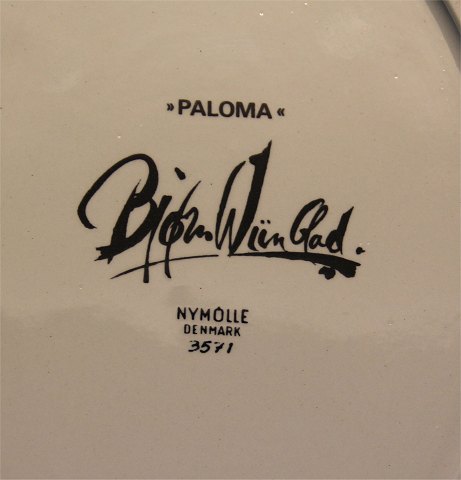 »PALOMA«
Bjørn Wiinblad.
NYMÖLLE
DENMARK
3571